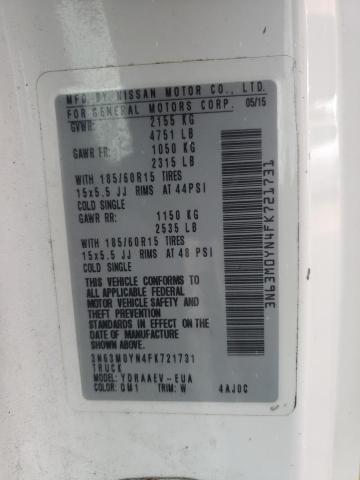 MFG. BY NISSAN MOTOR CO., LTD.
FOR GENERAL MOTORS CORP. 05/15
GVWR: 2155 KG
4751 LB
GAWR FR: 1050 KG
2315 LB
WITH 185/60R15 TIRES
15x5.5 JJ RIMS AT 44PSI
COLD SINGLE
GAWR RR: 1150 KG
2535 LB
WITH 185/60R15 TIRES
15x5.5 JJ RIMS AT 48 PSI
COLD SINGLE
THIS VEHICLE CONFORMS TO
ALL APPLICABLE FEDERAL
MOTOR VEHICLE SAFETY AND
THEFT PREVENTION
STANDARDS IN EFFECT ON THE
DATE OF MANUFACTURE SHOWN
ABOVE.
3N63M0YN4FK721731
TRUCK
MODEL: YDRAAEV-EUA
COLOR: QM1 TRIM: W 4AJ0C
3N63M0YN4FK721731